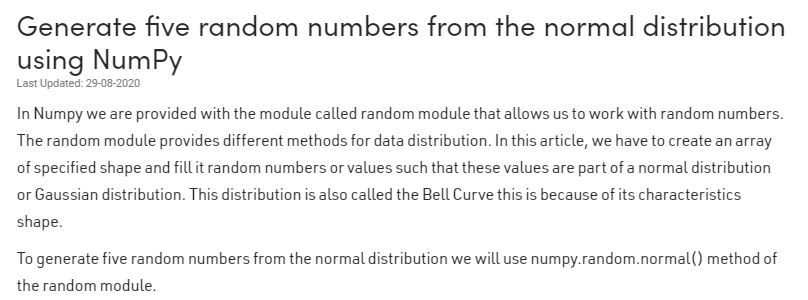 Generate five random numbers from the normal distribution
using NumPy
Last Updated: 29-08-2020
In Numpy we are provided with the module called random module that allows us to work with random numbers.
The random module provides different methods for data distribution. In this article, we have to create an array
of specified shape and fill it random numbers or values such that these values are part of a normal distribution
or Gaussian distribution. This distribution is also called the Bell Curve this is because of its characteristics
shape.
To generate five random numbers from the normal distribution we will use numpy.random.normal() method of
the random module.